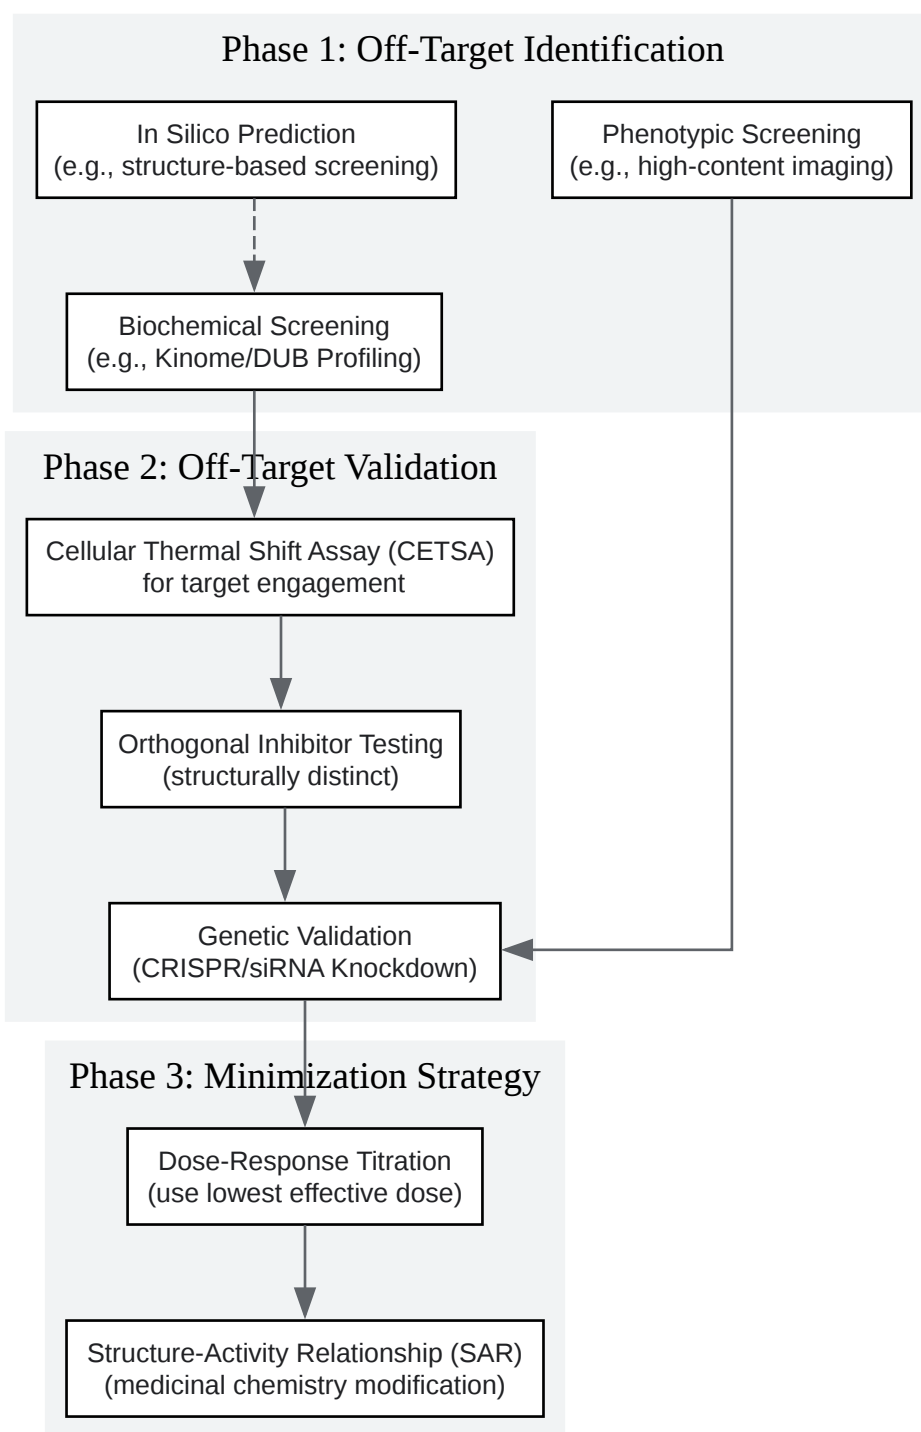 Phase 1: Off-Target Identification
In Silico Prediction
(e.g., structure-based screening)
Phenotypic Screening
(e.g., high-content imaging)
Biochemical Screening
(e.g., Kinome/DUB Profiling)
Phase 2: Off-Target Validation
Cellular Thermal Shift Assay (CETSA)
for target engagement
Orthogonal Inhibitor Testing
(structurally distinct)
Genetic Validation
(CRISPR/siRNA Knockdown)
Phase 3: Minimization Strategy
Dose-Response Titration
(use lowest effective dose)
Structure-Activity Relationship (SAR)
(medicinal chemistry modification)